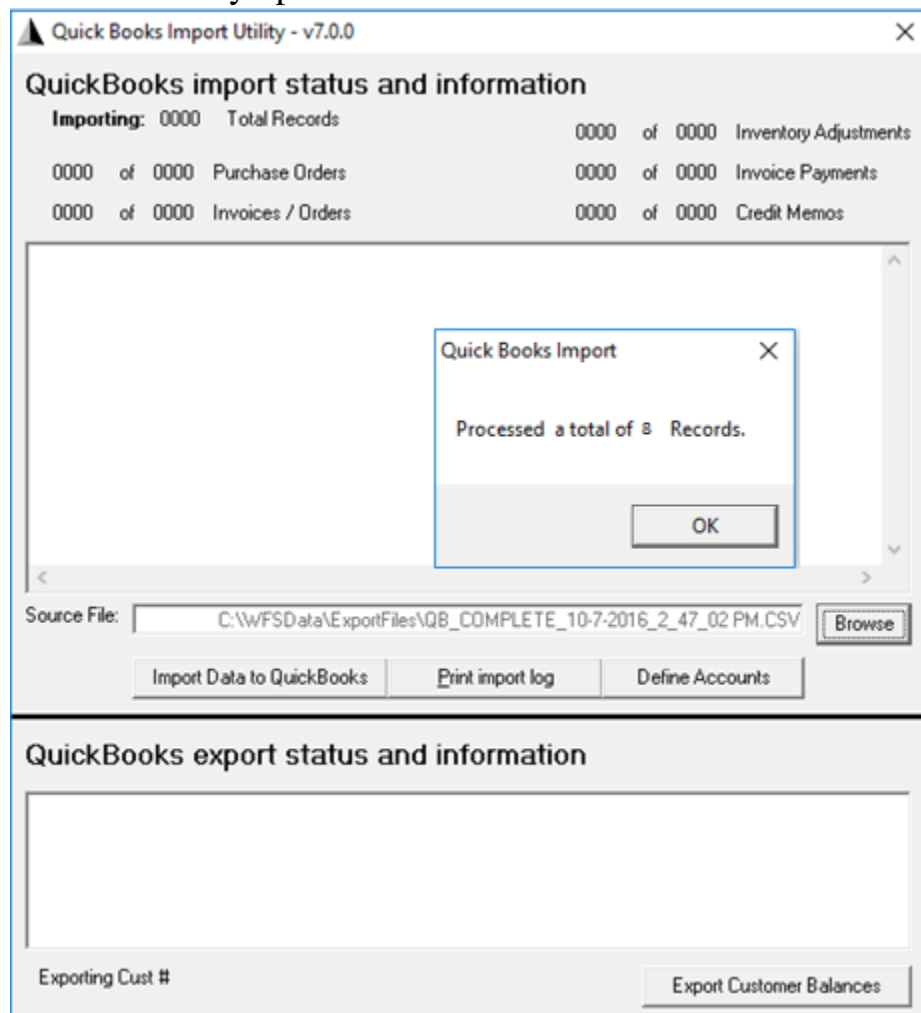 Quick Books Import Utility - v7.0.0
QuickBooks import status and information
Importing: 0000 Total Records
0000 of 0000 Inventory Adjustments
0000 of 0000 Purchase Orders
0000 of 0000 Invoice Payments
0000 of 0000 Invoices / Orders
0000 of 0000 Credit Memos
Quick Books Import
Processed a total of 8 Records.
OK
Source File: C:\WFSData\ExportFiles\QB_COMPLETE_10-7-2016_2_47_02 PM.CSV Browse
Import Data to QuickBooks Print import log Define Accounts
QuickBooks export status and information
Exporting Cust #
Export Customer Balances